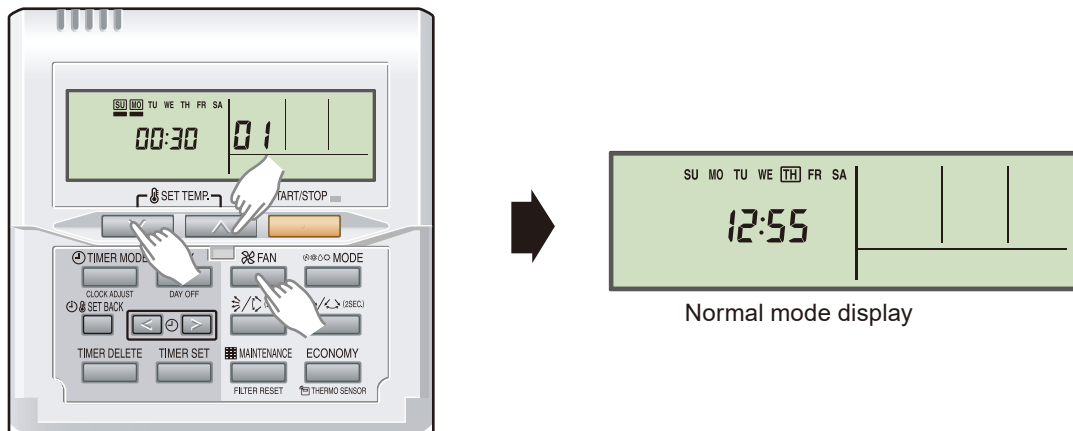 SU MO TU WE TH FR SA
00:30 01
SET TEMP. TART/STOP
TIMER MODE FAN MODE
CLOCK ADJUST DAY OFF
SET BACK (2SEC.)
TIMER DELETE TIMER SET MAINTENANCE ECONOMY
FILTER RESET THERMO SENSOR
SU MO TU WE TH FR SA
12:55
Normal mode display